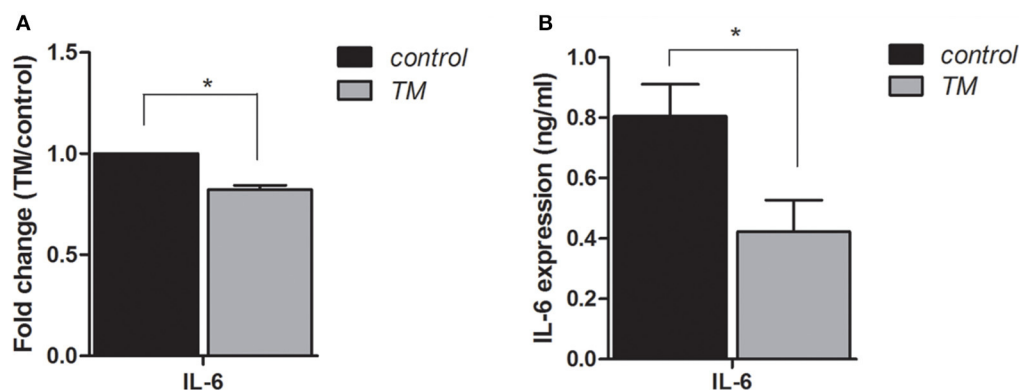 A
Fold change (TM/control)
1.5
1.0
0.5
0.0
*
IL-6
control
TM
B
IL-6 expression (ng/ml)
1.0
0.8
0.6
0.4
0.2
0.0
*
IL-6
control
TM